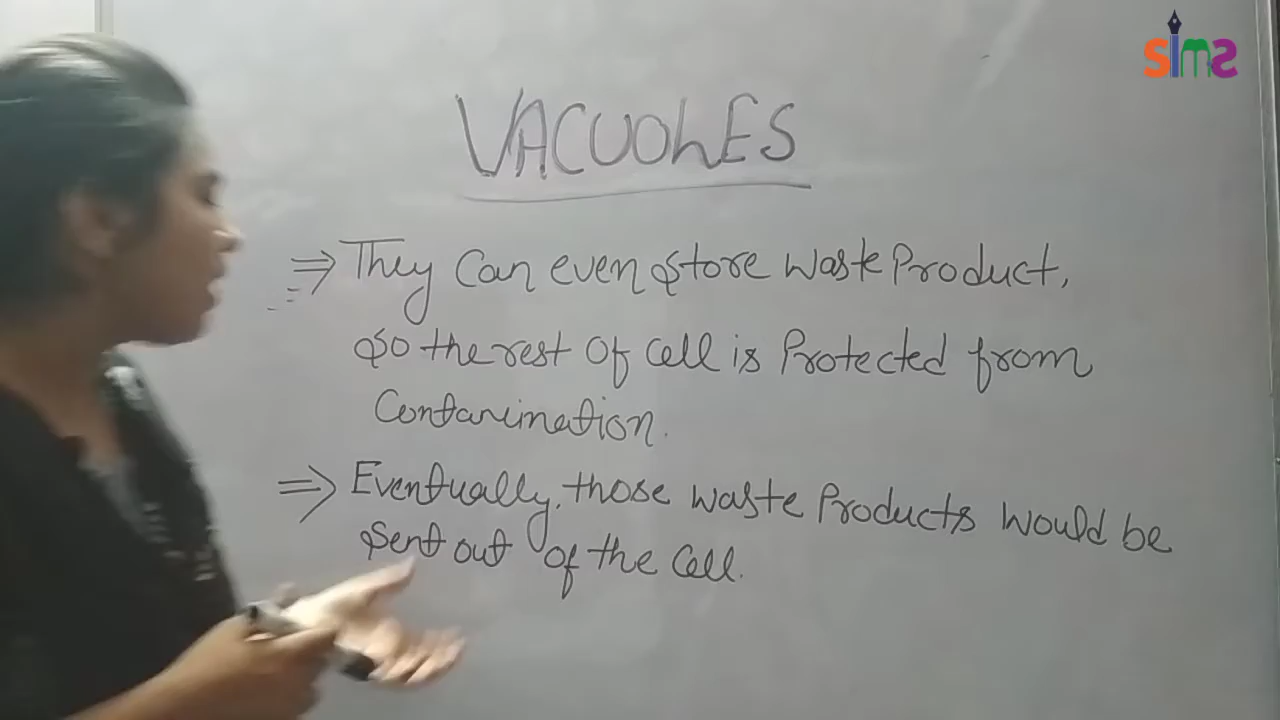 SIMS
VACUOLES
⇒ They Can even store waste Product,
so the rest of cell is Protected from
Contanimation.
⇒ Eventually, those waste Products would be
sent out of the cell.